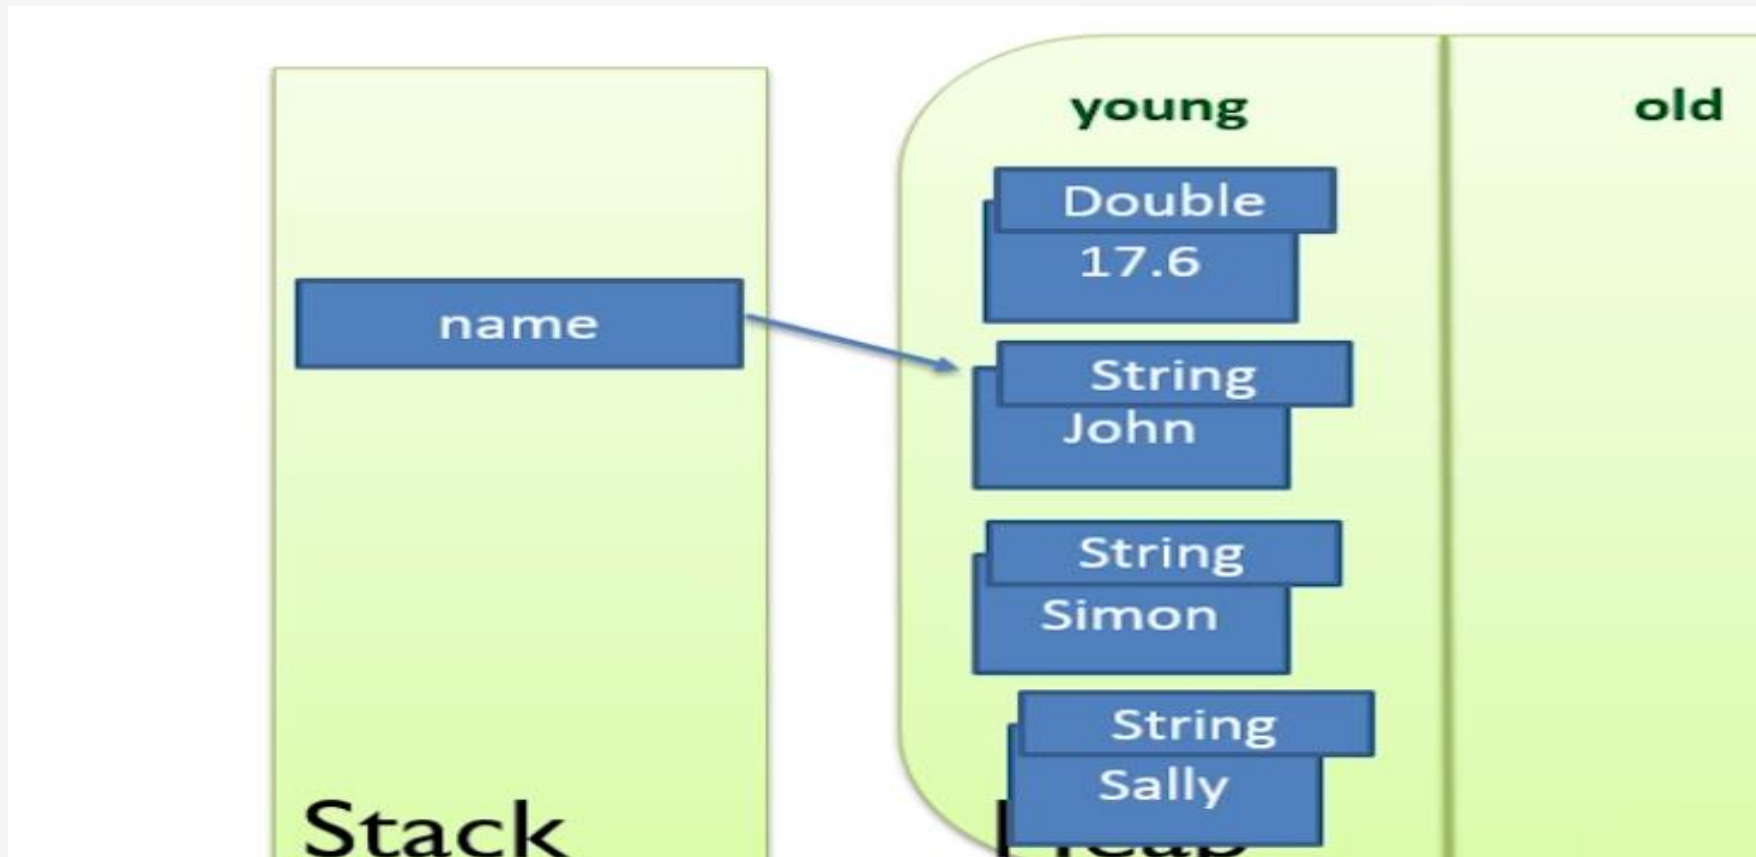 young
old
Double
17.6
name
String
John
String
Simon
String
Sally
Stack